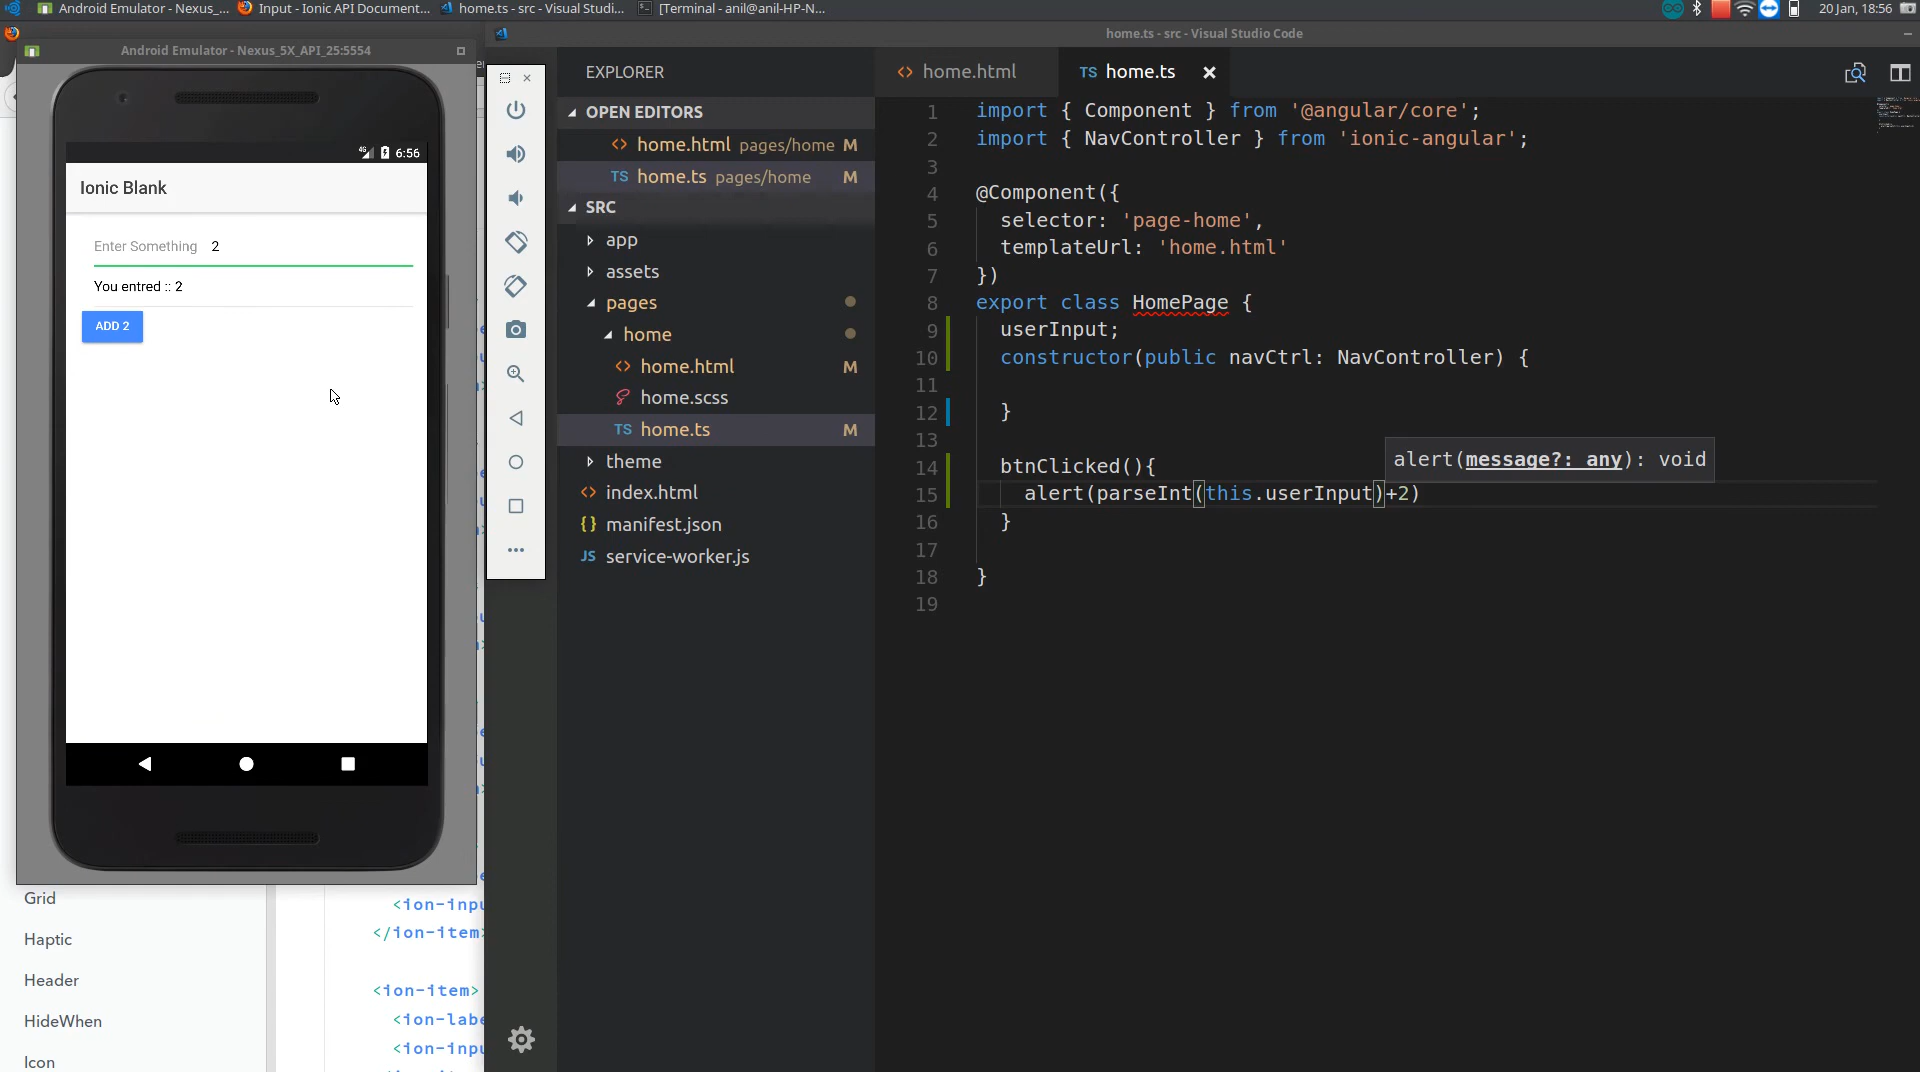 Android Emulator - Nexus_... Input - Ionic API Document... home.ts - src - Visual Studi... [Terminal - anil@anil-HP-N...
20 Jan, 18:56
Android Emulator - Nexus_5X_API_25:5554
home.ts - src - Visual Studio Code
6:56
Ionic Blank
Enter Something 2
You entred :: 2
ADD 2
Grid
Haptic
Header
HideWhen
Icon
<ion-inpu
</ion-item>
<ion-item>
<ion-labe
<ion-inpu
EXPLORER
OPEN EDITORS
home.html pages/home M
TS home.ts pages/home M
SRC
app
assets
pages
home
home.html M
home.scss
TS home.ts M
theme
index.html
{} manifest.json
JS service-worker.js
home.html
TS home.ts
1 import { Component } from '@angular/core';
2 import { NavController } from 'ionic-angular';
3
4 @Component({
5 selector: 'page-home',
6 templateUrl: 'home.html'
7 })
8 export class HomePage {
9 userInput;
10 constructor(public navCtrl: NavController) {
11
12 }
13
alert(message?: any): void
14 btnClicked(){
15 alert(parseInt(this.userInput)+2)
16 }
17
18 }
19